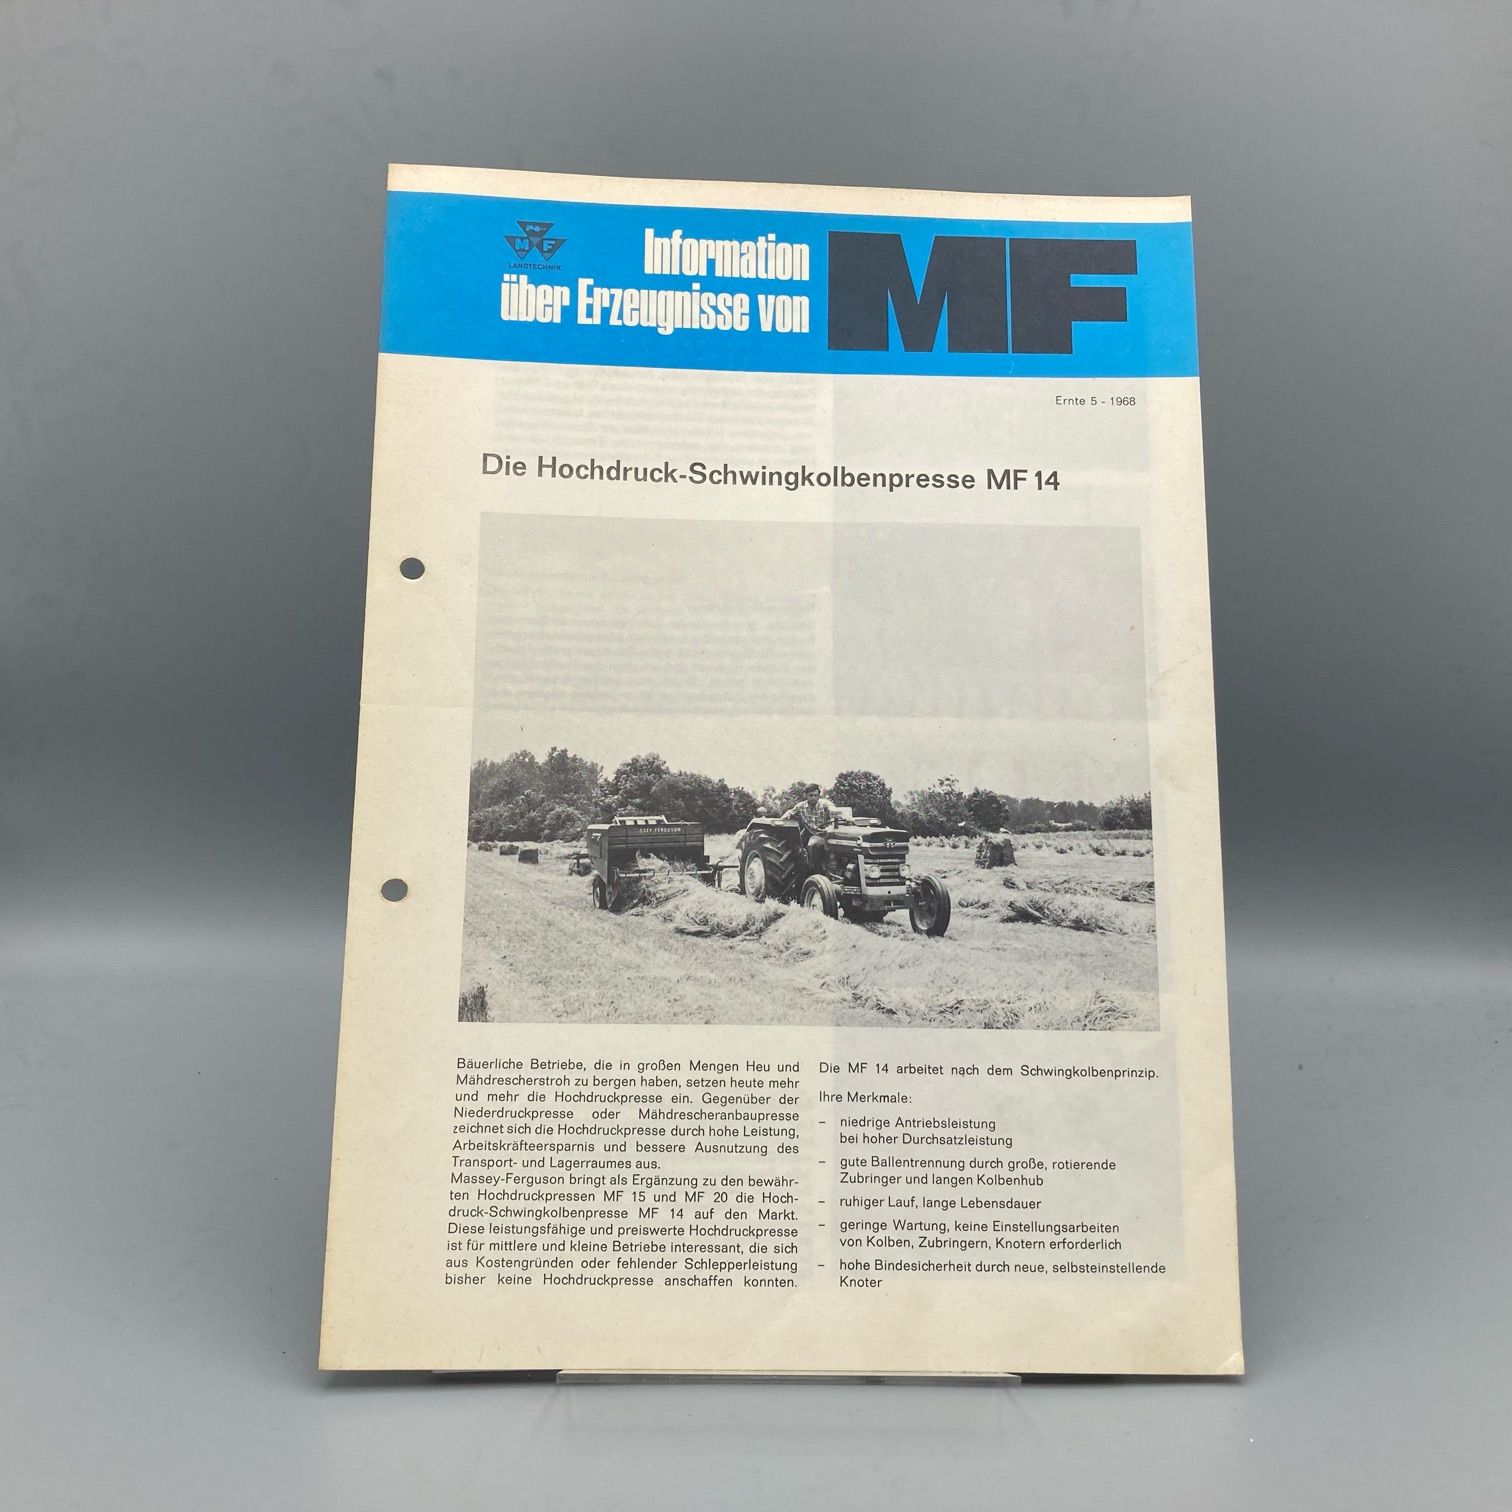 MF
LANDTECHNIK
Information
über Erzeugnisse von
MF
Ernte 5 - 1968
Die Hochdruck-Schwingkolbenpresse MF 14
SSEY-FERGUSON
Bäuerliche Betriebe, die in großen Mengen Heu und
Mähdrescherstroh zu bergen haben, setzen heute mehr
und mehr die Hochdruckpresse ein. Gegenüber der
Niederdruckpresse oder Mähdrescheranbaupresse
zeichnet sich die Hochdruckpresse durch hohe Leistung,
Arbeitskräfteersparnis und bessere Ausnutzung des
Transport- und Lagerraumes aus.
Massey-Ferguson bringt als Ergänzung zu den bewähr-
ten Hochdruckpressen MF 15 und MF 20 die Hoch-
druck-Schwingkolbenpresse MF 14 auf den Markt.
Diese leistungsfähige und preiswerte Hochdruckpresse
ist für mittlere und kleine Betriebe interessant, die sich
aus Kostengründen oder fehlender Schlepperleistung
bisher keine Hochdruckpresse anschaffen konnten.
Die MF 14 arbeitet nach dem Schwingkolbenprinzip.
Ihre Merkmale:
– niedrige Antriebsleistung
bei hoher Durchsatzleistung
– gute Ballentrennung durch große, rotierende
Zubringer und langen Kolbenhub
– ruhiger Lauf, lange Lebensdauer
– geringe Wartung, keine Einstellungsarbeiten
von Kolben, Zubringern, Knotern erforderlich
– hohe Bindesicherheit durch neue, selbsteinstellende
Knoter